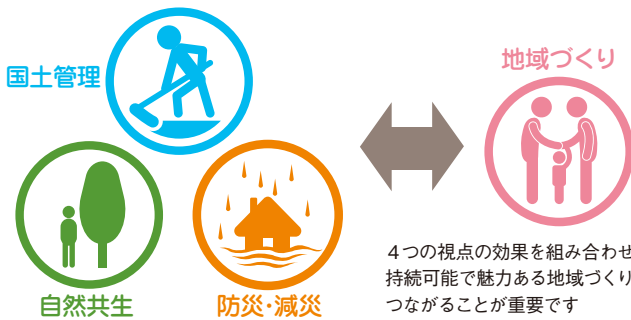 国土管理
地域づくり
自然共生
防災・減災
4つの視点の効果を組み合わせ
持続可能で魅力ある地域づくり
つながることが重要です